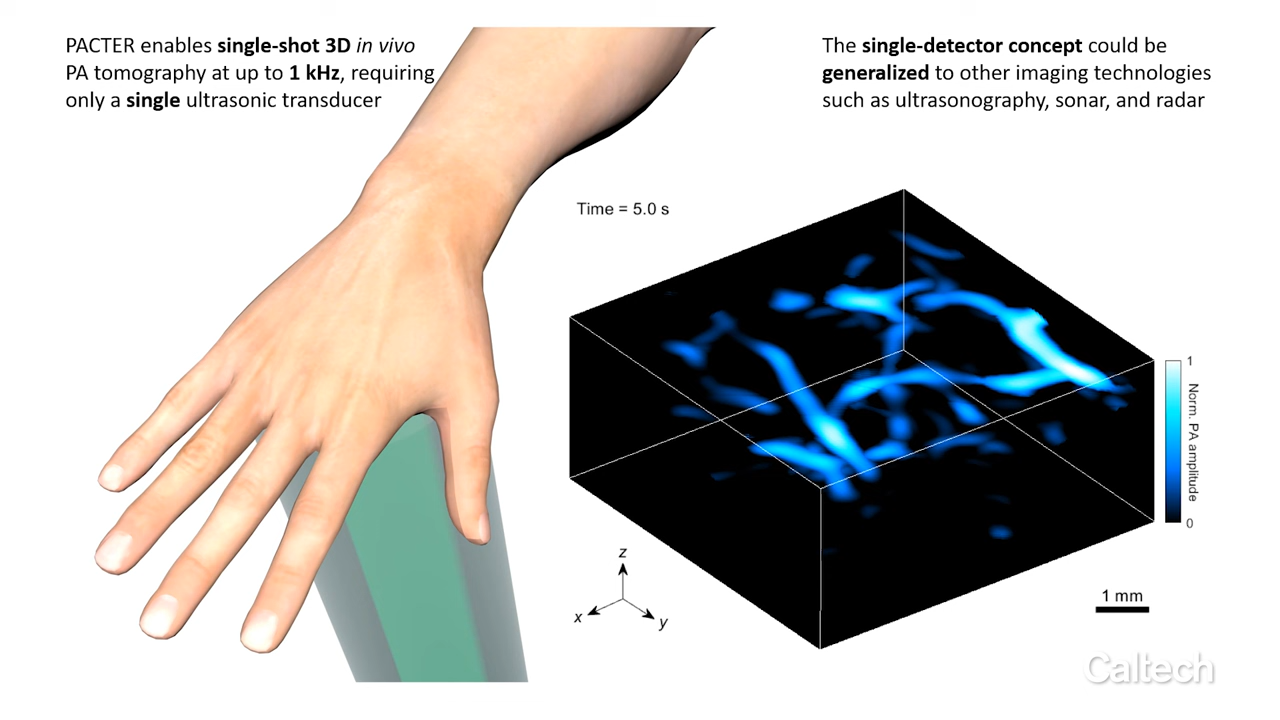 PACTER enables single-shot 3D in vivo
PA tomography at up to 1 kHz, requiring
only a single ultrasonic transducer
The single-detector concept could be
generalized to other imaging technologies
such as ultrasonography, sonar, and radar
Time = 5.0 s
1
Norm. PA amplitude
0
z
x
y
1 mm
Caltech